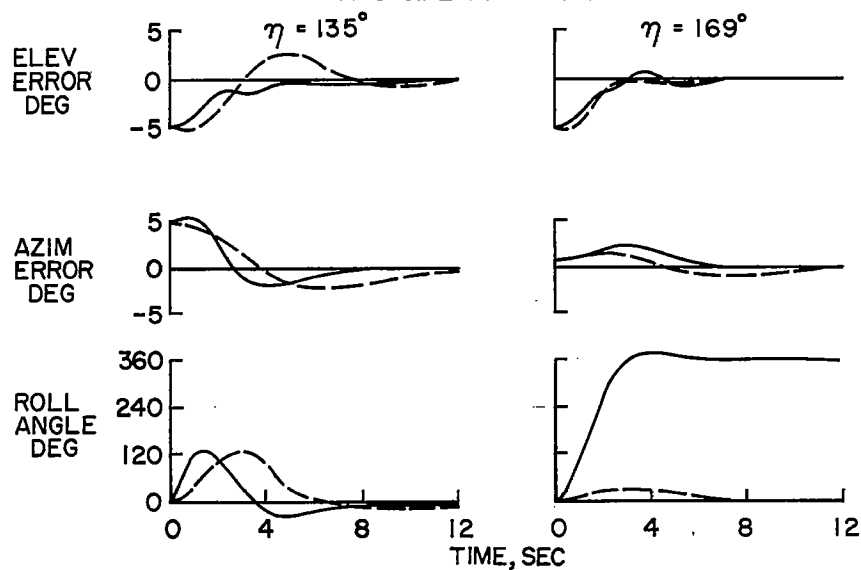 η = 135°
η = 169°
ELEV
ERROR
DEG
5
0
-5
AZIM
ERROR
DEG
5
0
-5
ROLL
ANGLE
DEG
360
240
120
0
0 4 8 12
0 4 8 12
TIME, SEC